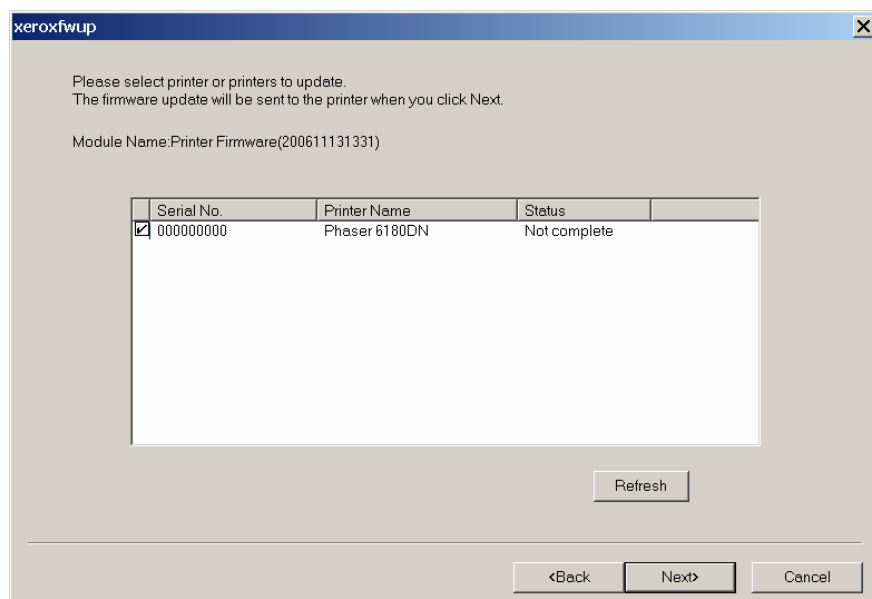 xeroxfwup
Please select printer or printers to update.
The firmware update will be sent to the printer when you click Next.
Module Name:Printer Firmware(200611131331)
Serial No. Printer Name Status
000000000 Phaser 6180DN Not complete
Refresh
<Back Next> Cancel